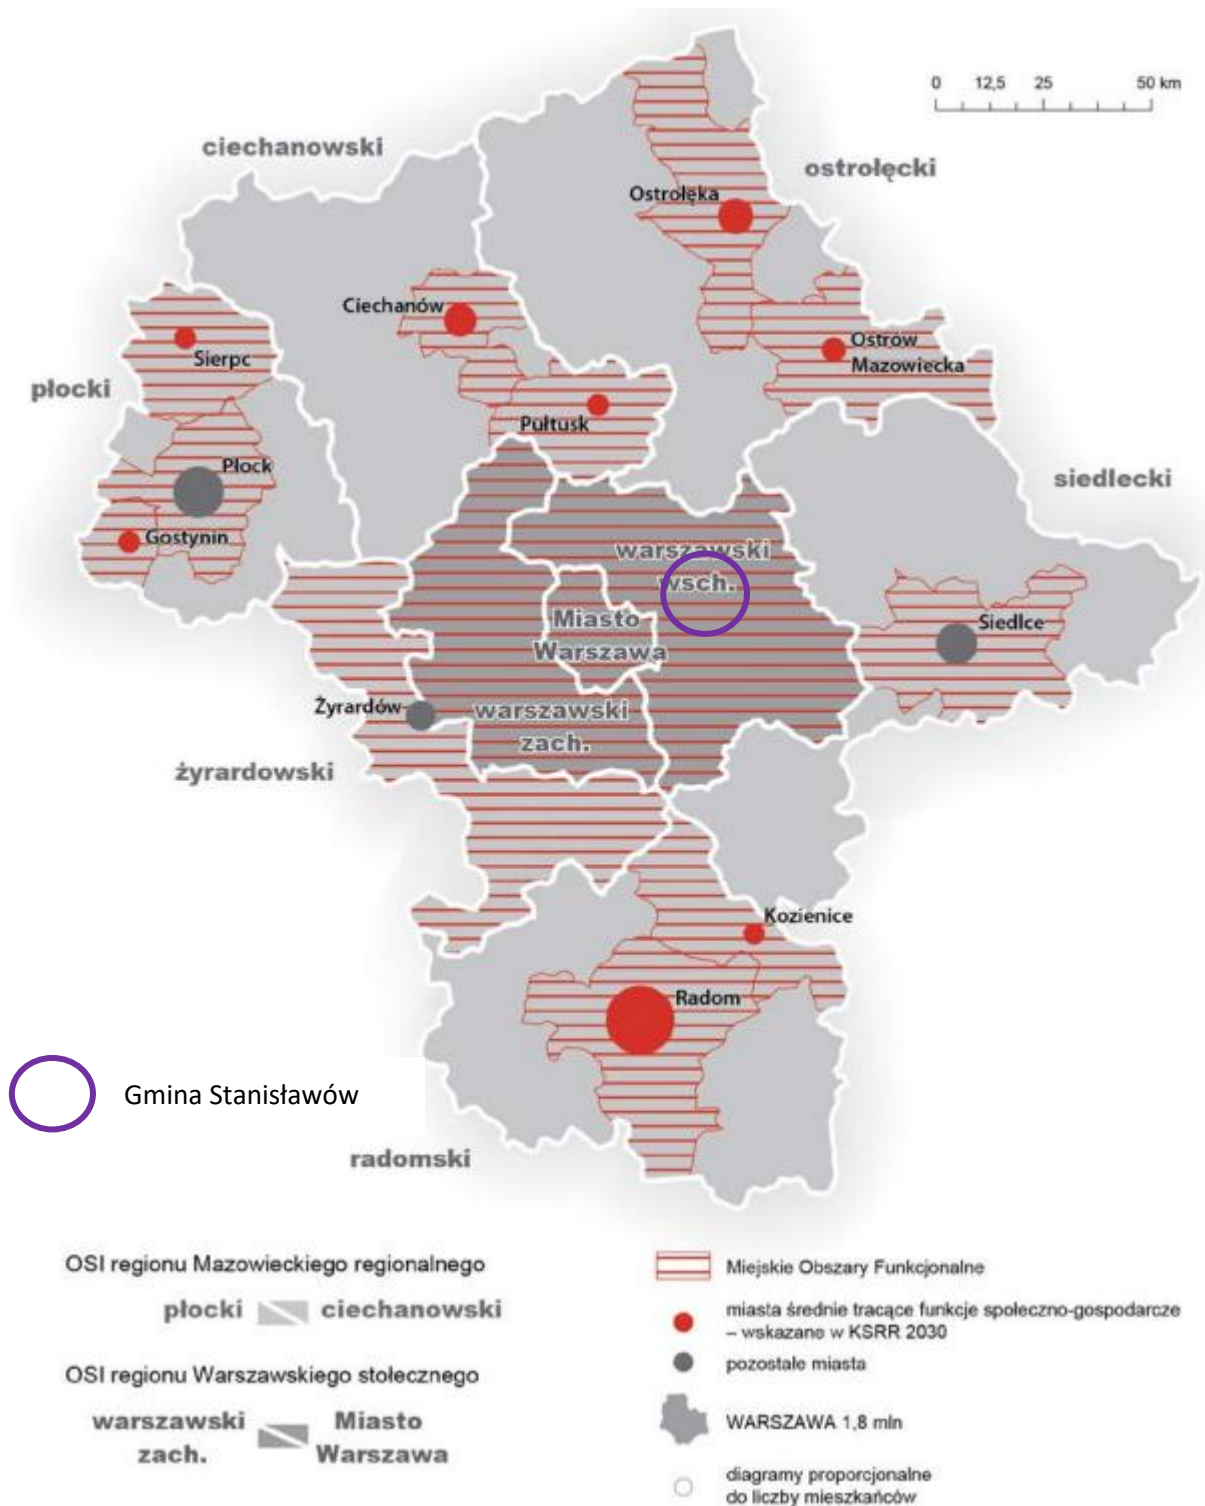 0 12,5 25 50 km
ciechanowski
ostrołęcki
Ostrołęka
Ciechanów
Sierpc
Ostrów
Mazowiecka
płocki
Pułtusk
Płock
siedlecki
Gostynin
warszawski
wsch.
Miasto
Warszawa
Siedlce
Żyrardów
warszawski
zach.
żyrardowski
Kozienice
Radom
Gmina Stanisławów
radomski
OSI regionu Mazowieckiego regionalnego
płocki ciechanowski
OSI regionu Warszawskiego stołecznego
warszawski Miasto
zach. Warszawa
Miejskie Obszary Funkcjonalne
miasta średnie tracące funkcje społeczno-gospodarcze
– wskazane w KSRR 2030
pozostałe miasta
WARSZAWA 1,8 mln
diagramy proporcjonalne
do liczby mieszkańców